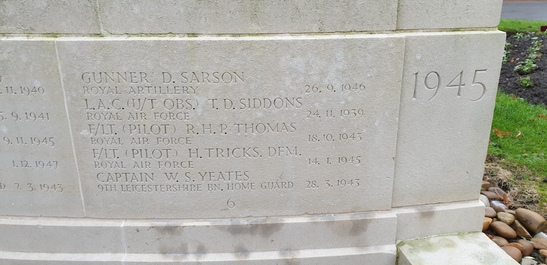 GUNNER D. SARSON
ROYAL ARTILLERY 26.9.1946
L.A.C. (U/T OBS.) T. D. SIDDONS
ROYAL AIR FORCE 24.11.1939
F/LT. (PILOT) R. H. P. THOMAS
ROYAL AIR FORCE 18.10.1943
F/LT. (PILOT) H. TRICKS, DFM.
ROYAL AIR FORCE 14.1.1945
CAPTAIN W. S. YEATES
9TH LEICESTERSHIRE BN, HOME GUARD 28.3.1943
6
1945
.11.1940
5.9.1941
9.11.1945
1.12.1947
D 7.3.1943